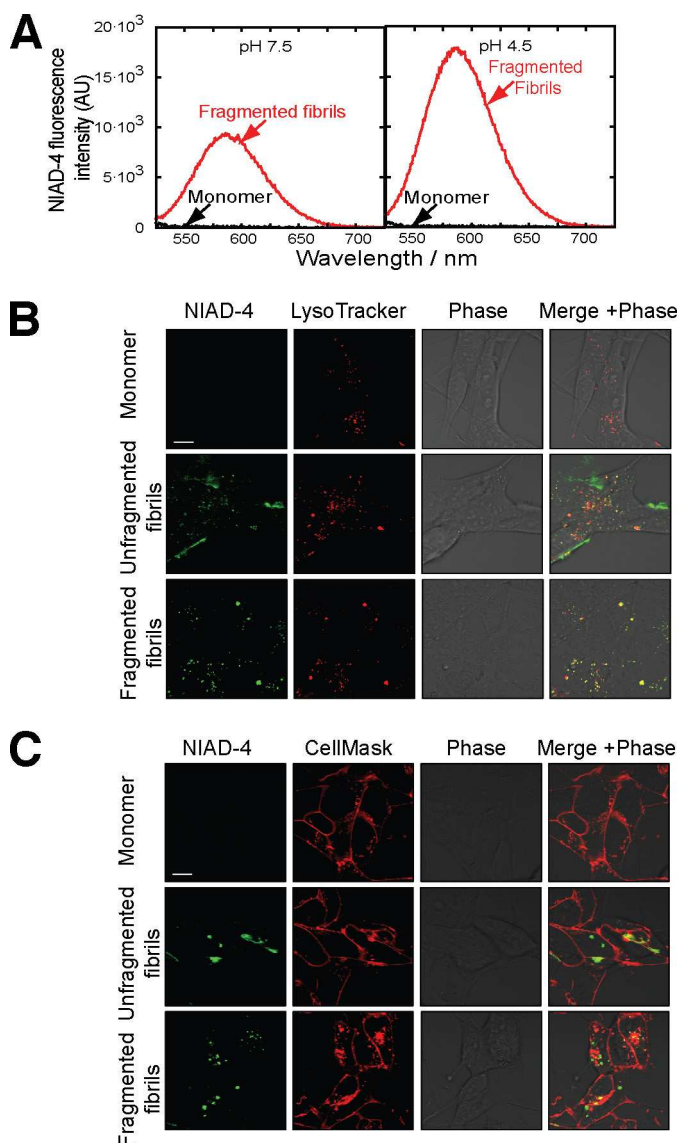 A
NIAD-4 fluorescence
intensity (AU)
20·10³
15·10³
10·10³
5·10³
0
pH 7.5
Fragmented fibrils
Monomer
pH 4.5
Fragmented
Fibrils
Monomer
550 600 650 700 550 600 650 700
Wavelength / nm
B
NIAD-4 LysoTracker Phase Merge +Phase
Monomer
Unfragmented
fibrils
Fragmented
fibrils
C
NIAD-4 CellMask Phase Merge +Phase
Monomer
Unfragmented
fibrils
Fragmented
fibrils